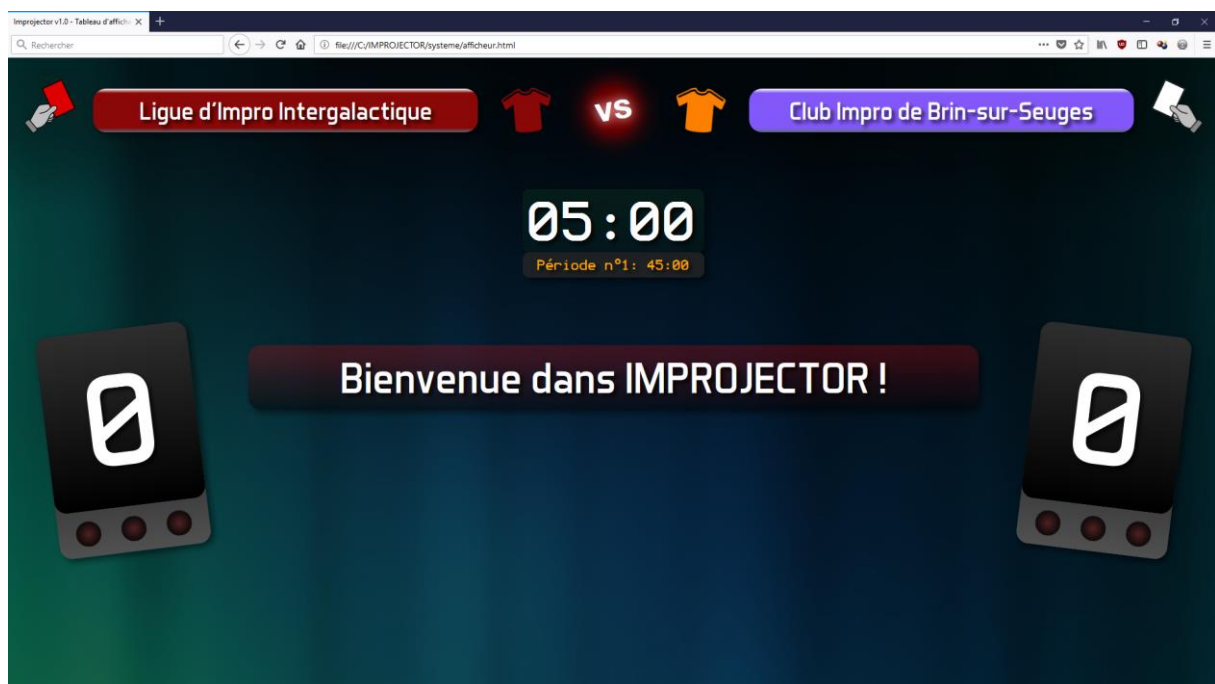 Improjector v1.0 - Tableau d'affich
Rechercher
file:///C:/IMPROJECTOR/systeme/afficheur.html
Ligue d'Impro Intergalactique
VS
Club Impro de Brin-sur-Seuges
05:00
Période n°1: 45:00
0
Bienvenue dans IMPROJECTOR !
0